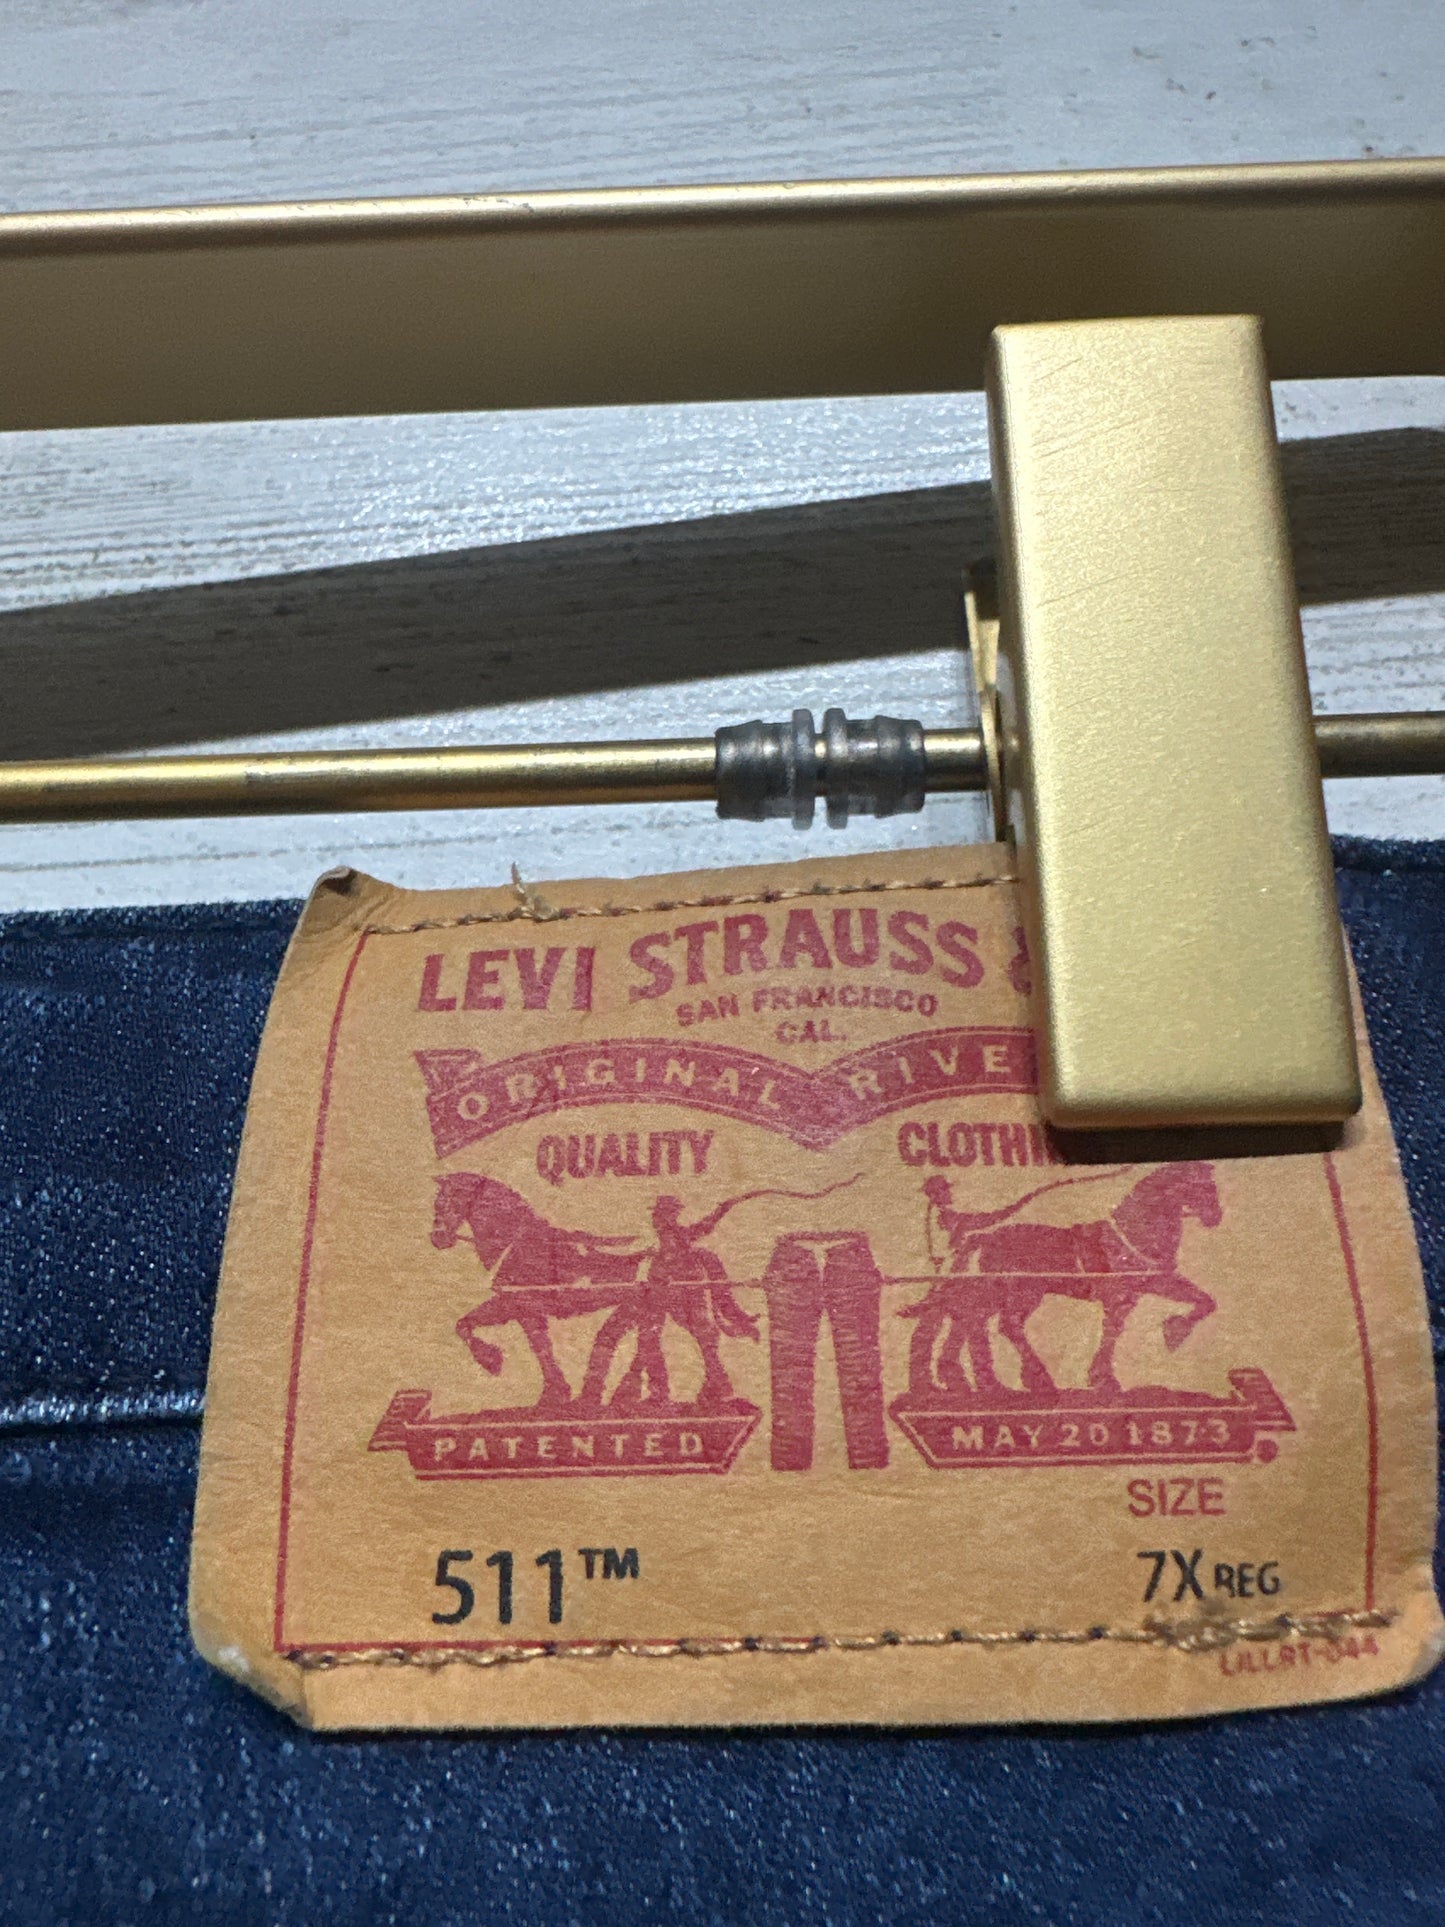 LEVI STRAUSS &
SAN FRANCISCO
CAL.
ORIGINAL RIVE
QUALITY CLOTHI
PATENTED MAY 20 1873
SIZE
511™ 7X REG